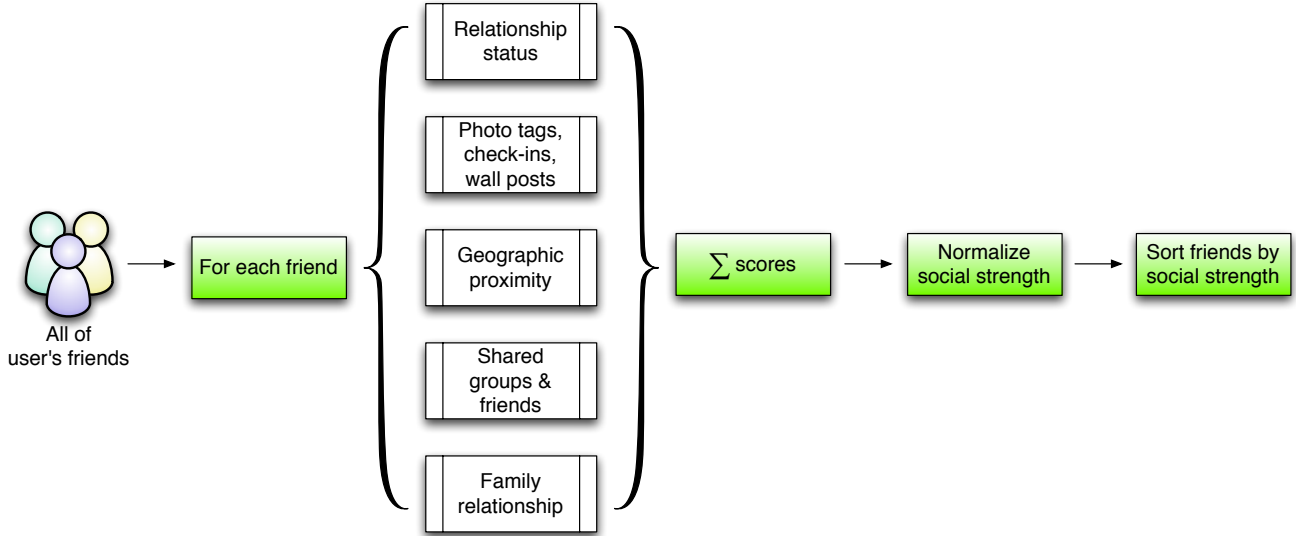 All of
user's friends
For each friend
Relationship
status
Photo tags,
check-ins,
wall posts
Geographic
proximity
Shared
groups &
friends
Family
relationship
∑ scores
Normalize
social strength
Sort friends by
social strength